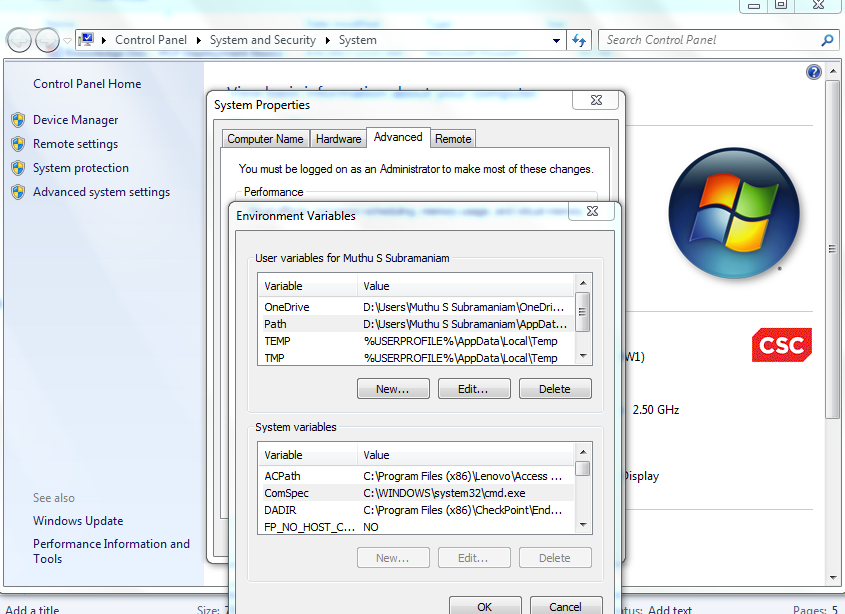 Control Panel ▸ System and Security ▸ System
Search Control Panel
Control Panel Home
Device Manager
Remote settings
System protection
Advanced system settings
See also
Windows Update
Performance Information and
Tools
System Properties
Computer Name Hardware Advanced Remote
You must be logged on as an Administrator to make most of these changes.
Performance
Environment Variables
User variables for Muthu S Subramaniam
Variable Value
OneDrive D:\Users\Muthu S Subramaniam\OneDri...
Path D:\Users\Muthu S Subramaniam\AppDat...
TEMP %USERPROFILE%\AppData\Local\Temp
TMP %USERPROFILE%\AppData\Local\Temp
New... Edit... Delete
System variables
Variable Value
ACPath C:\Program Files (x86)\Lenovo\Access ...
ComSpec C:\WINDOWS\system32\cmd.exe
DADIR C:\Program Files (x86)\CheckPoint\End...
FP_NO_HOST_C... NO
New... Edit... Delete
OK Cancel
CSC
W1)
2.50 GHz
Display
Add a title Size: Add text Pages: 5